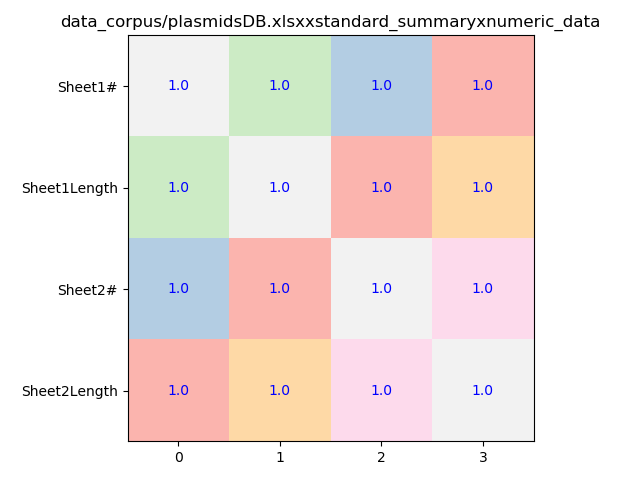 data_corpus/plasmidsDB.xlsxxstandard_summaryxnumeric_data
Sheet1# 1.0 1.0 1.0 1.0
Sheet1Length 1.0 1.0 1.0 1.0
Sheet2# 1.0 1.0 1.0 1.0
Sheet2Length 1.0 1.0 1.0 1.0
0 1 2 3